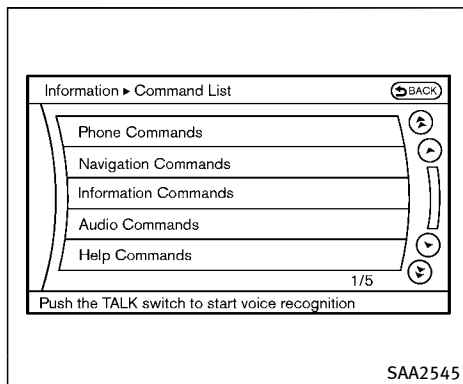 Information ▸ Command List
BACK
Phone Commands
Navigation Commands
Information Commands
Audio Commands
Help Commands
1/5
Push the TALK switch to start voice recognition
SAA2545